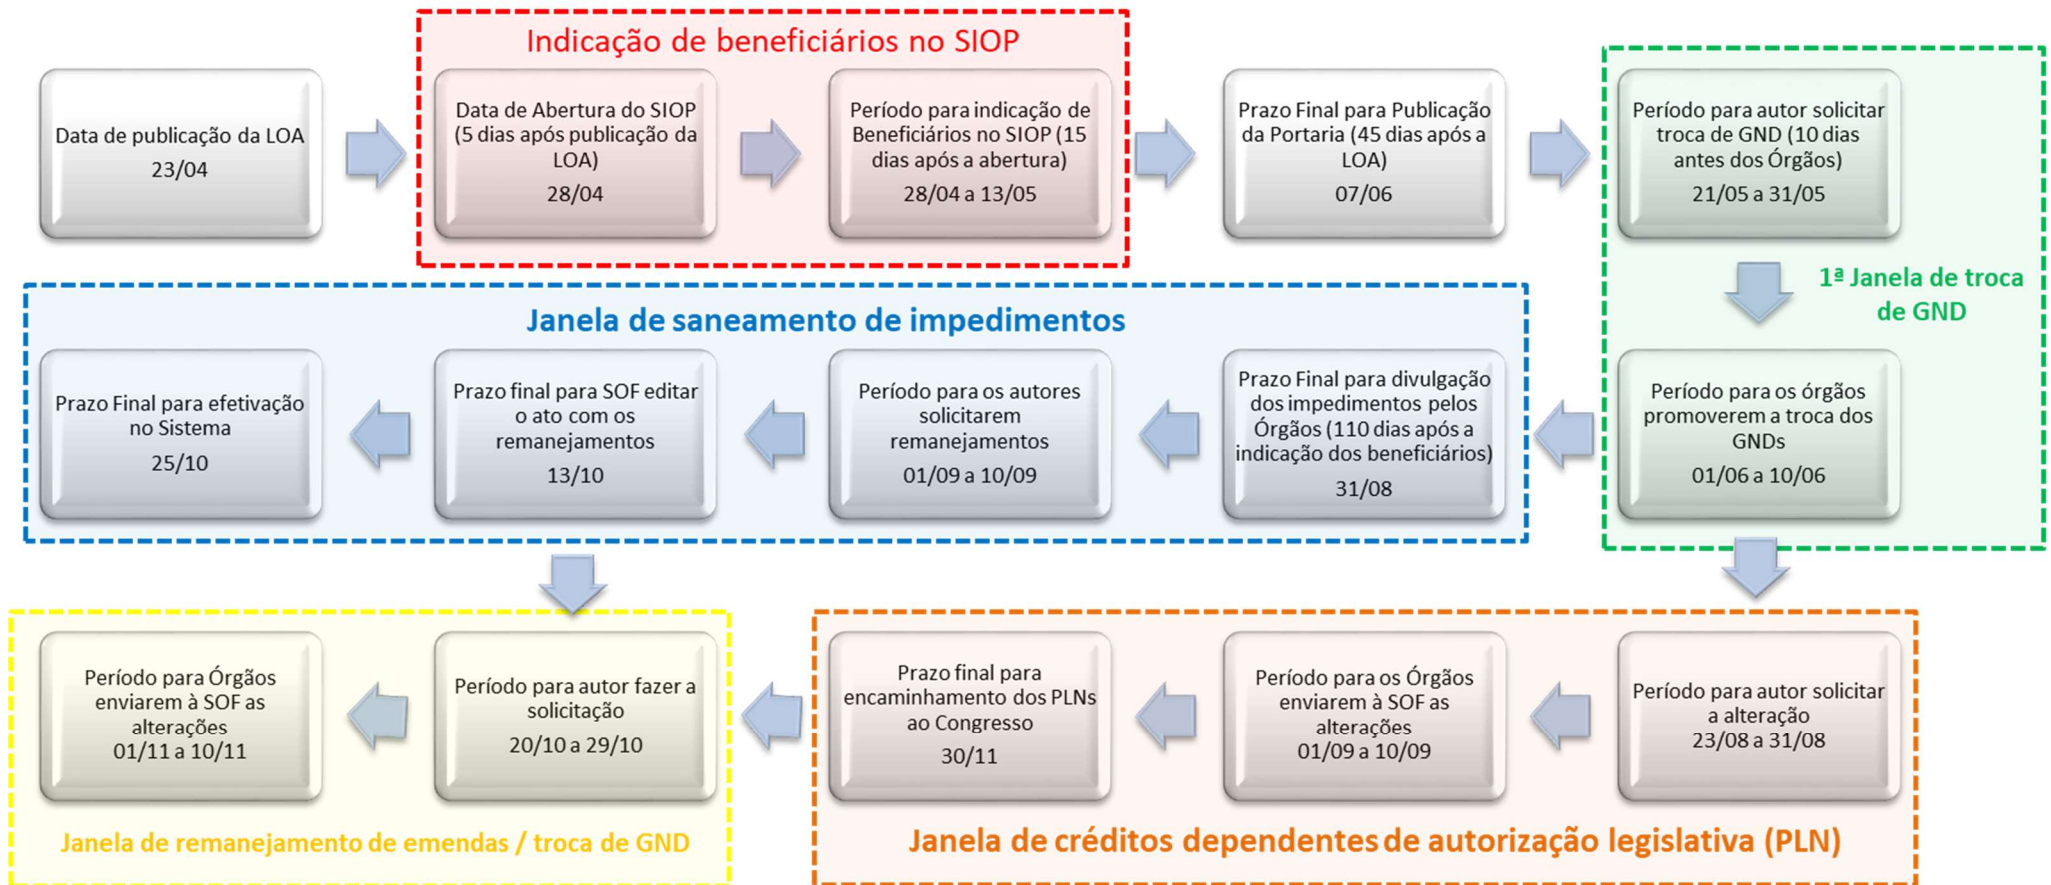 Indicação de beneficiários no SIOP
Data de publicação da LOA
23/04
Data de Abertura do SIOP
(5 dias após publicação da
LOA)
28/04
Período para indicação de
Beneficiários no SIOP (15
dias após a abertura)
28/04 a 13/05
Prazo Final para Publicação
da Portaria (45 dias após a
LOA)
07/06
Período para autor solicitar
troca de GND (10 dias
antes dos Órgãos)
21/05 a 31/05
1ª Janela de troca
de GND
Período para os órgãos
promoverem a troca dos
GNDs
01/06 a 10/06
Janela de saneamento de impedimentos
Prazo Final para divulgação
dos impedimentos pelos
Órgãos (110 dias após a
indicação dos beneficiários)
31/08
Período para os autores
solicitarem
remanejamentos
01/09 a 10/09
Prazo final para SOF editar
o ato com os
remanejamentos
13/10
Prazo Final para efetivação
no Sistema
25/10
Período para autor solicitar
a alteração
23/08 a 31/08
Período para os Órgãos
enviarem à SOF as
alterações
01/09 a 10/09
Prazo final para
encaminhamento dos PLNs
ao Congresso
30/11
Janela de créditos dependentes de autorização legislativa (PLN)
Período para autor fazer a
solicitação
20/10 a 29/10
Período para Órgãos
enviarem à SOF as
alterações
01/11 a 10/11
Janela de remanejamento de emendas / troca de GND